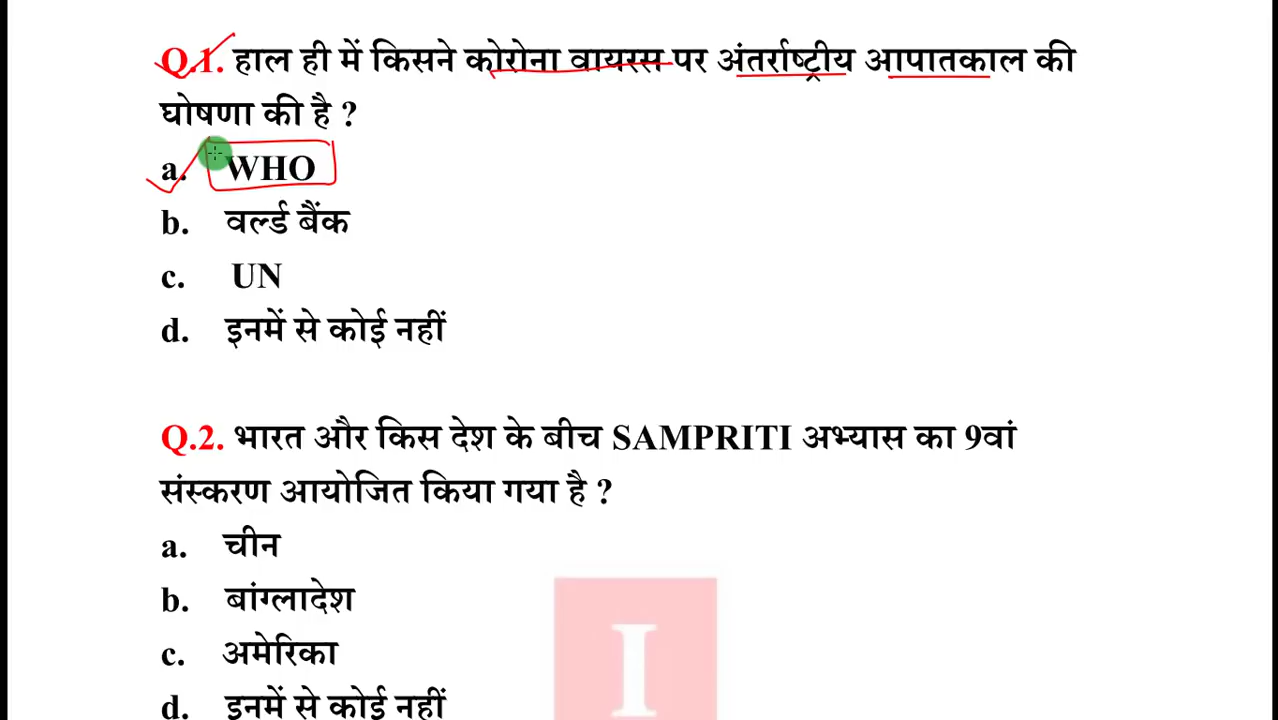 Q.1. हाल ही में किसने कोरोना वायरस पर अंतर्राष्ट्रीय आपातकाल की
घोषणा की है ?
a. WHO
b. वर्ल्ड बैंक
c. UN
d. इनमें से कोई नहीं
Q.2. भारत और किस देश के बीच SAMPRITI अभ्यास का 9वां
संस्करण आयोजित किया गया है ?
a. चीन
b. बांग्लादेश
c. अमेरिका
d. इनमें से कोई नहीं
I